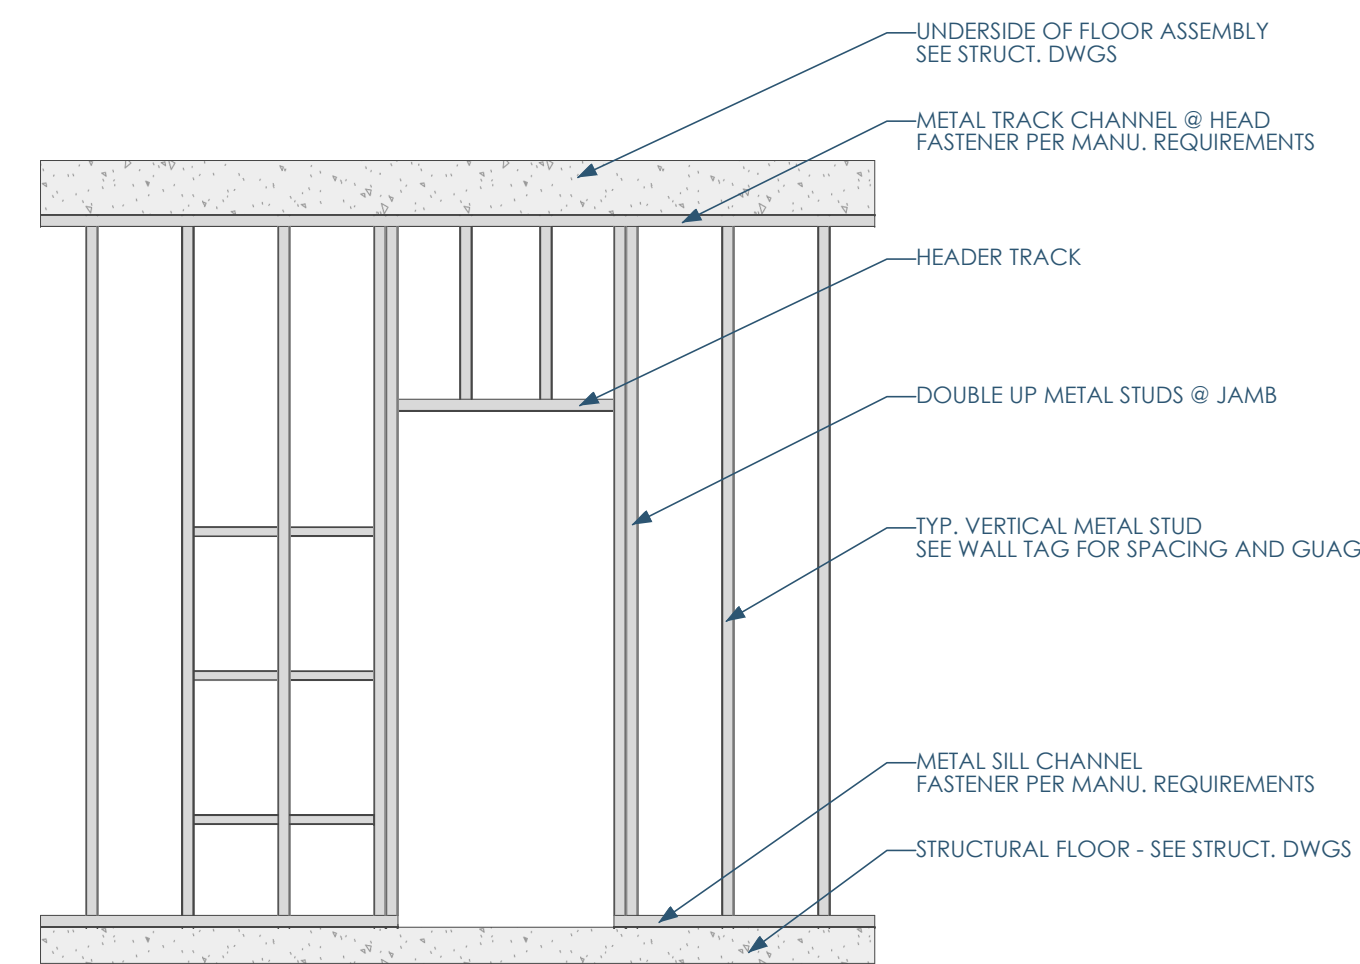 UNDERSIDE OF FLOOR ASSEMBLY
SEE STRUCT. DWGS
METAL TRACK CHANNEL @ HEAD
FASTENER PER MANU. REQUIREMENTS
HEADER TRACK
DOUBLE UP METAL STUDS @ JAMB
TYP. VERTICAL METAL STUD
SEE WALL TAG FOR SPACING AND GUAG
METAL SILL CHANNEL
FASTENER PER MANU. REQUIREMENTS
STRUCTURAL FLOOR - SEE STRUCT. DWGS